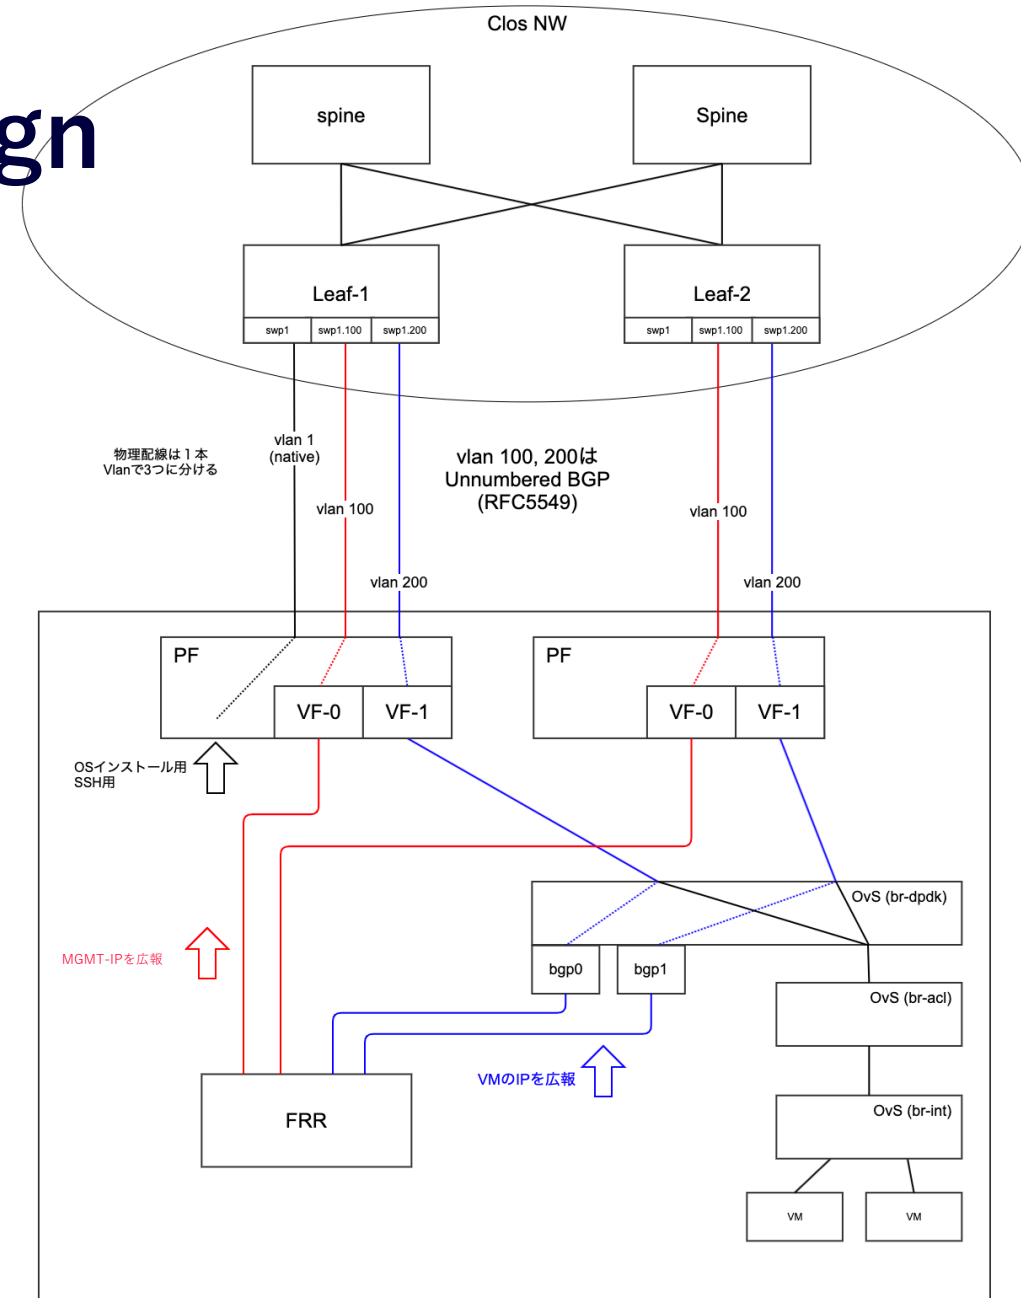 Clos NW
gn
spine
Spine
Leaf-1
Leaf-2
swp1
swp1.100
swp1.200
swp1
swp1.100
swp1.200
物理配線は１本
Vlanで3つに分ける
vlan 1
(native)
vlan 100, 200は
Unnumbered BGP
(RFC5549)
vlan 100
vlan 100
vlan 200
vlan 200
PF
PF
VF-0
VF-1
VF-0
VF-1
OSインストール用
SSH用
OvS (br-dpdk)
MGMT-IPを広報
bgp0
bgp1
OvS (br-acl)
VMのIPを広報
FRR
OvS (br-int)
VM
VM